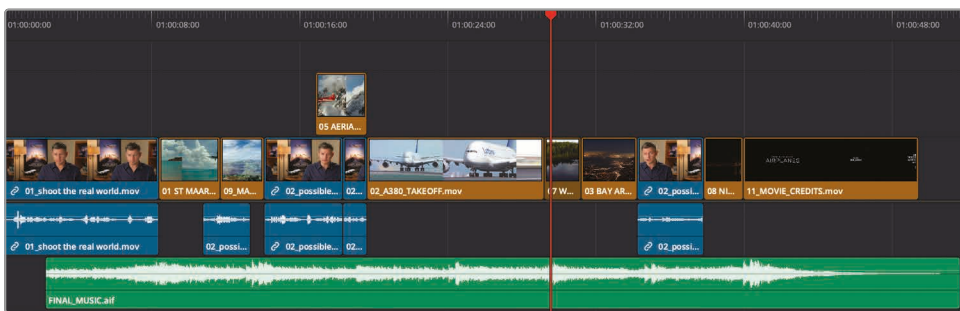 01:00:00:00 01:00:08:00 01:00:16:00 01:00:24:00 01:00:32:00 01:00:40:00 01:00:48:00
05 AERIA...
01_shoot the real world.mov 01 ST MAAR... 09_MA... 02_possible... 02... 02_A380_TAKEOFF.mov 07 W... 03 BAY AR... 02_possi... 08 NI... 11_MOVIE_CREDITS.mov
01_shoot the real world.mov 02_possi... 02_possible... 02... 02_possi...
FINAL_MUSIC.aif